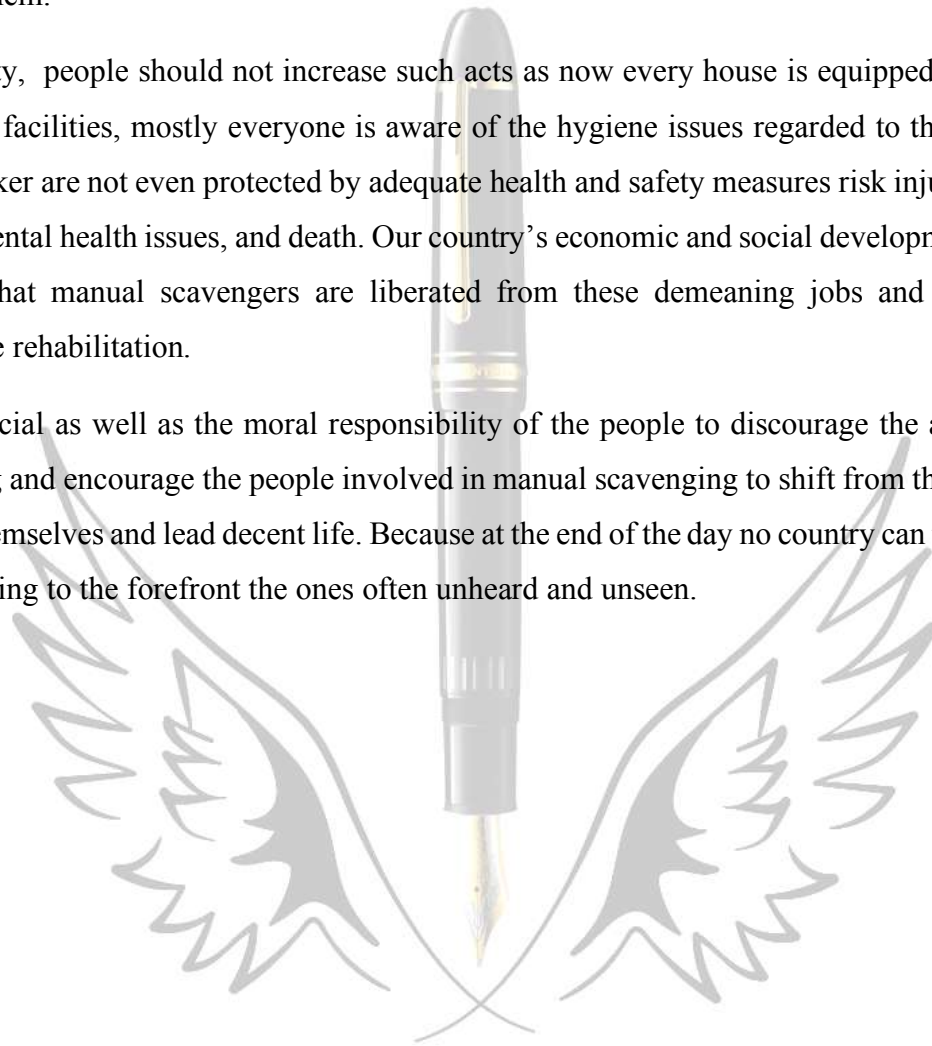 ty, people should not increase such acts as now every house is equipped
facilities, mostly everyone is aware of the hygiene issues regarded to th
ker are not even protected by adequate health and safety measures risk inju
ental health issues, and death. Our country’s economic and social developm
hat manual scavengers are liberated from these demeaning jobs and
e rehabilitation.
cial as well as the moral responsibility of the people to discourage the a
g and encourage the people involved in manual scavenging to shift from th
emselves and lead decent life. Because at the end of the day no country can
ing to the forefront the ones often unheard and unseen.